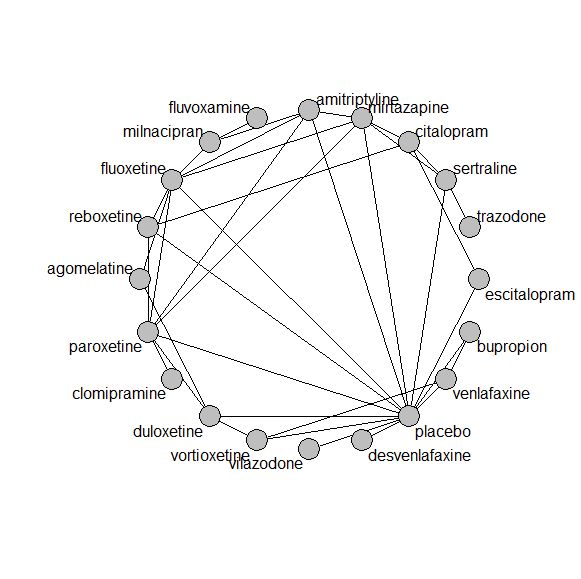 amitriptyline
fluvoxamine
mirtazapine
milnacipran
citalopram
fluoxetine
sertraline
reboxetine
trazodone
agomelatine
escitalopram
paroxetine
bupropion
clomipramine
venlafaxine
duloxetine
placebo
vortioxetine
desvenlafaxine
vilazodone